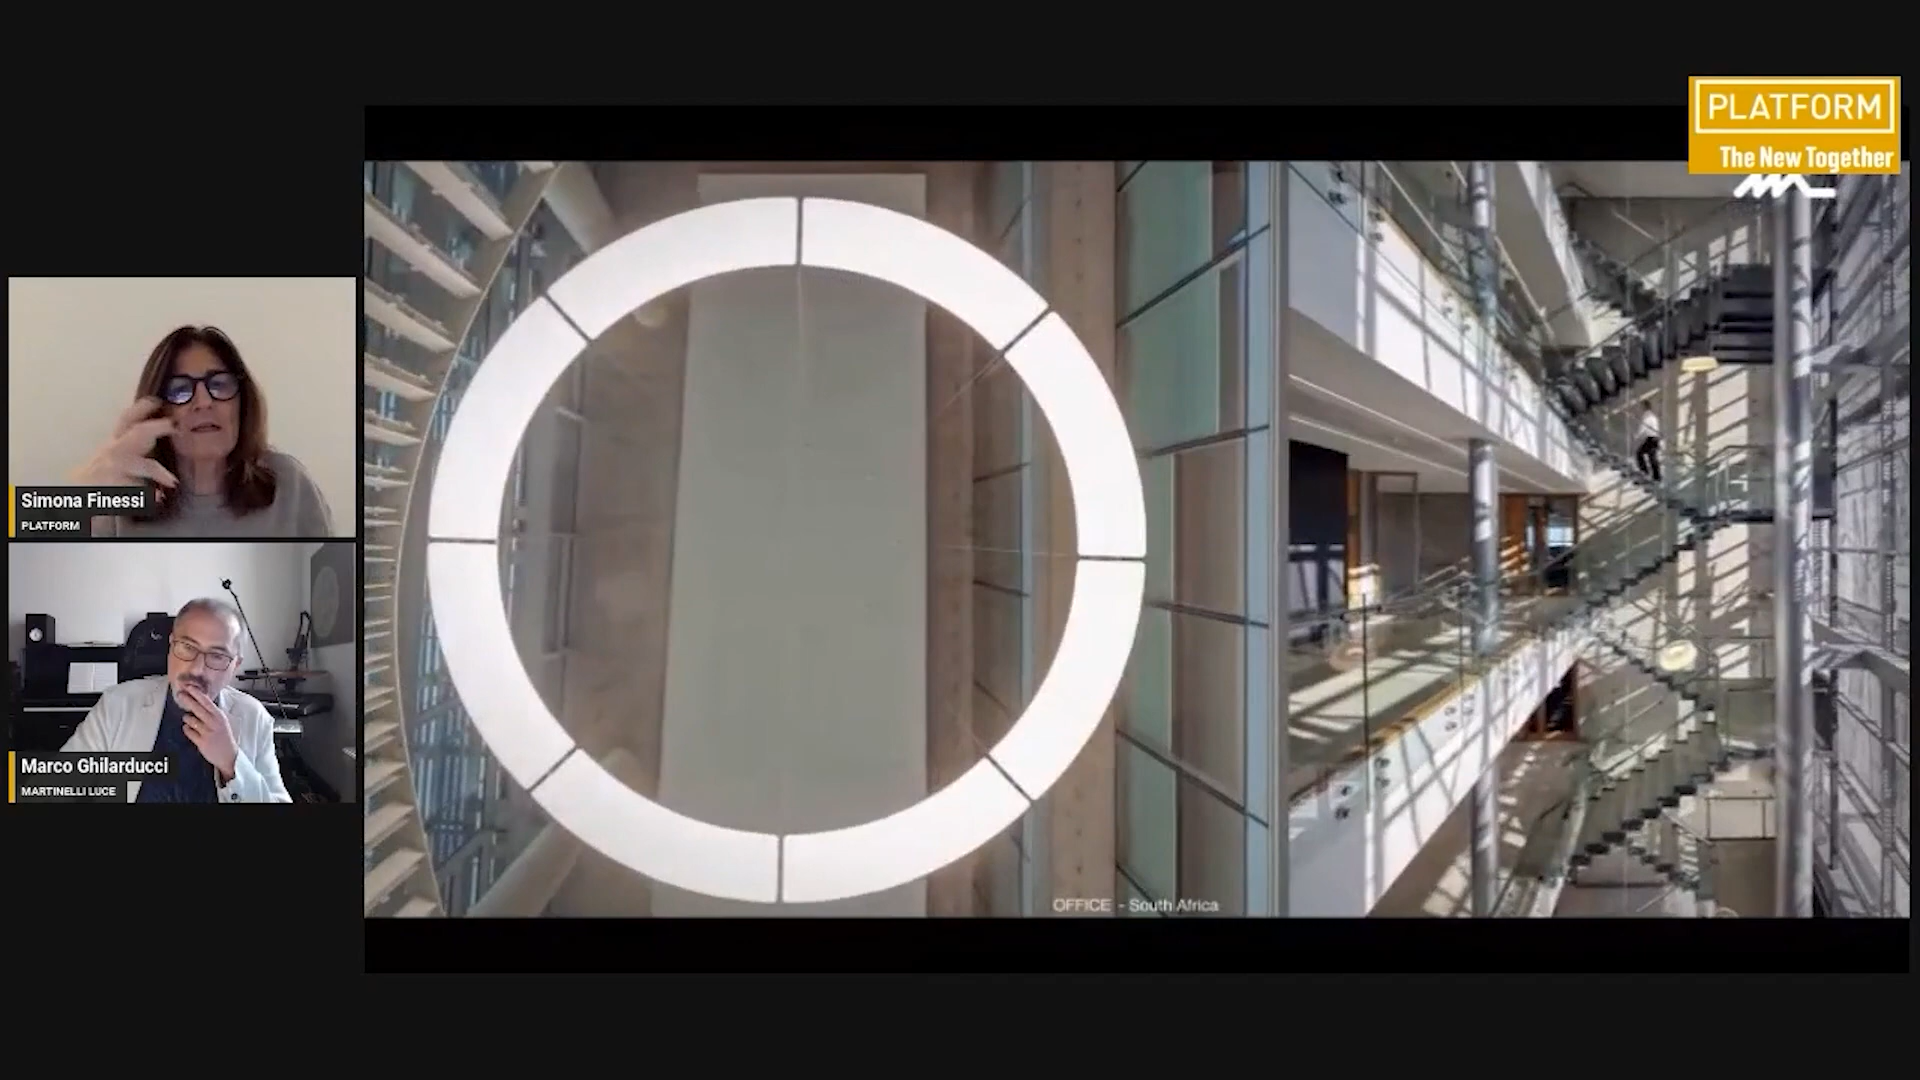 PLATFORM
The New Together
Simona Finessi
PLATFORM
Marco Ghilarducci
MARTINELLI LUCE
OFFICE - South Africa